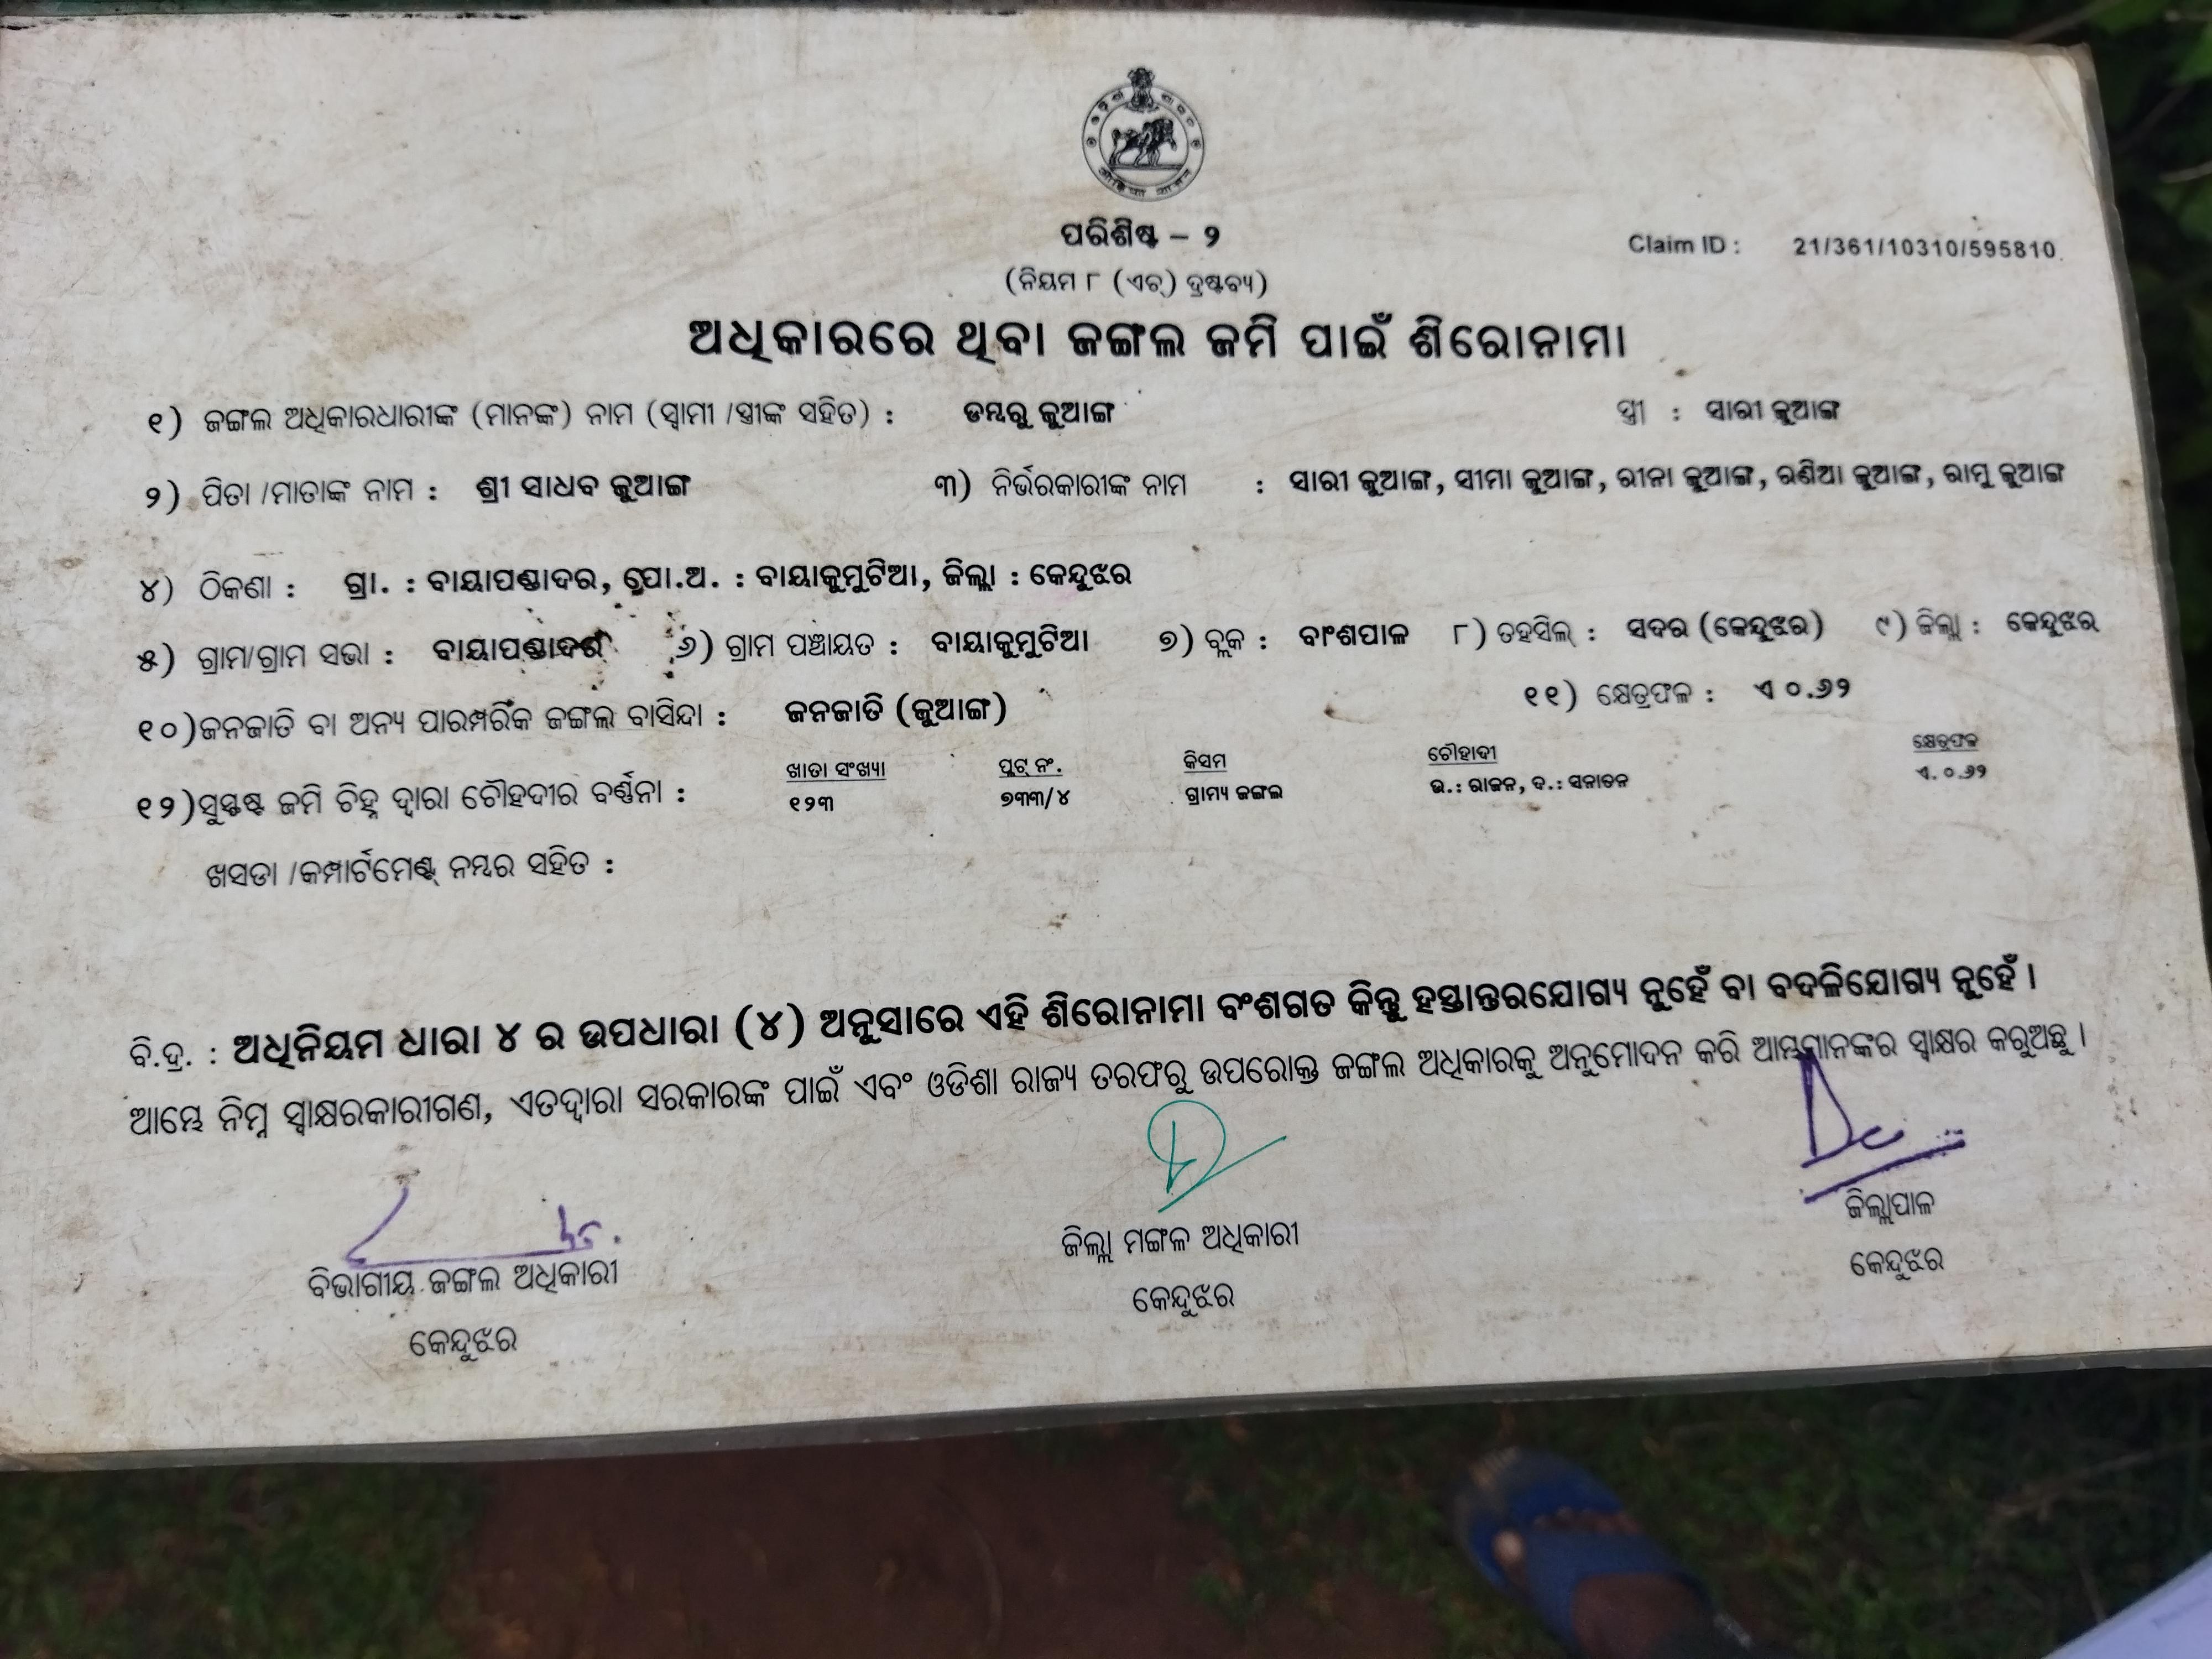 ପରିଶିଷ୍ଟ – ୨
Claim ID : 21/361/10310/595810
(ନିୟମ ୮ (ଏଚ୍) ଦ୍ରଷ୍ଟବ୍ୟ)
ଅଧିକାରରେ ଥିବା ଜଙ୍ଗଲ ଜମି ପାଇଁ ଶିରୋନାମା
୧) ଜଙ୍ଗଲ ଅଧିକାରଧାରୀଙ୍କ (ମାନଙ୍କ) ନାମ (ସ୍ୱାମୀ /ସ୍ତ୍ରୀଙ୍କ ସହିତ) : ଡମ୍ଭରୁ ଜୁଆଙ୍ଗ ସ୍ତ୍ରୀ : ସାରୀ ଜୁଆଙ୍ଗ
୨) ପିତା /ମାତାଙ୍କ ନାମ : ଶ୍ରୀ ସାଧବ ଜୁଆଙ୍ଗ ୩) ନିର୍ଭରକାରୀଙ୍କ ନାମ : ସାରୀ ଜୁଆଙ୍ଗ, ସୀମା ଜୁଆଙ୍ଗ, ରୀନା ଜୁଆଙ୍ଗ, ରଣିଆ ଜୁଆଙ୍ଗ, ରାମୁ ଜୁଆଙ୍ଗ
୪) ଠିକଣା : ଗ୍ରା. : ବାୟାପଣ୍ଡାଦର, ପୋ.ଅ. : ବାୟାକୁମୁଟିଆ, ଜିଲ୍ଲା : କେନ୍ଦୁଝର
୫) ଗ୍ରାମ/ଗ୍ରାମ ସଭା : ବାୟାପଣ୍ଡାଦର ୬) ଗ୍ରାମ ପଞ୍ଚାୟତ : ବାୟାକୁମୁଟିଆ ୭) ବ୍ଲକ : ବାଂଶପାଳ ୮) ତହସିଲ୍ : ସଦର (କେନ୍ଦୁଝର) ୯) ଜିଲ୍ଲା : କେନ୍ଦୁଝର
୧୦) ଜନଜାତି ବା ଅନ୍ୟ ପାରମ୍ପରିକ ଜଙ୍ଗଲ ବାସିନ୍ଦା : ଜନଜାତି (ଜୁଆଙ୍ଗ) ୧୧) କ୍ଷେତ୍ରଫଳ : ଏ ୦.୬୨
ଖାତା ସଂଖ୍ୟା ପ୍ଲଟ୍ ନଂ. କିସମ ଚୌହାଦୀ କ୍ଷେତ୍ରଫଳ
୧୨) ସୁସ୍ପଷ୍ଟ ଜମି ଚିହ୍ନ ଦ୍ୱାରା ଚୌହଦୀର ବର୍ଣ୍ଣନା : ୧୨୩ ୭୩୩/୪ ଗ୍ରାମ୍ୟ ଜଙ୍ଗଲ ଉ.: ରାଜନ, ଦ.: ସନାତନ ଏ. ୦.୬୨
ଖସଡା /କମ୍ପାର୍ଟମେଣ୍ଟ୍ ନମ୍ଭର ସହିତ :
ବି.ଦ୍ର. : ଅଧିନିୟମ ଧାରା ୪ ର ଉପଧାରା (୪) ଅନୁସାରେ ଏହି ଶିରୋନାମା ବଂଶଗତ କିନ୍ତୁ ହସ୍ତାନ୍ତରଯୋଗ୍ୟ ନୁହେଁ ବା ବଦଳିଯୋଗ୍ୟ ନୁହେଁ ।
ଆମ୍ଭେ ନିମ୍ନ ସ୍ୱାକ୍ଷରକାରୀଗଣ, ଏତଦ୍ୱାରା ସରକାରଙ୍କ ପାଇଁ ଏବଂ ଓଡିଶା ରାଜ୍ୟ ତରଫରୁ ଉପରୋକ୍ତ ଜଙ୍ଗଲ ଅଧିକାରକୁ ଅନୁମୋଦନ କରି ଆମ୍ଭମାନଙ୍କର ସ୍ୱାକ୍ଷର କରୁଅଛୁ ।
ବିଭାଗୀୟ ଜଙ୍ଗଲ ଅଧିକାରୀ ଜିଲ୍ଲା ମଙ୍ଗଳ ଅଧିକାରୀ ଜିଲ୍ଲାପାଳ
କେନ୍ଦୁଝର କେନ୍ଦୁଝର କେନ୍ଦୁଝର